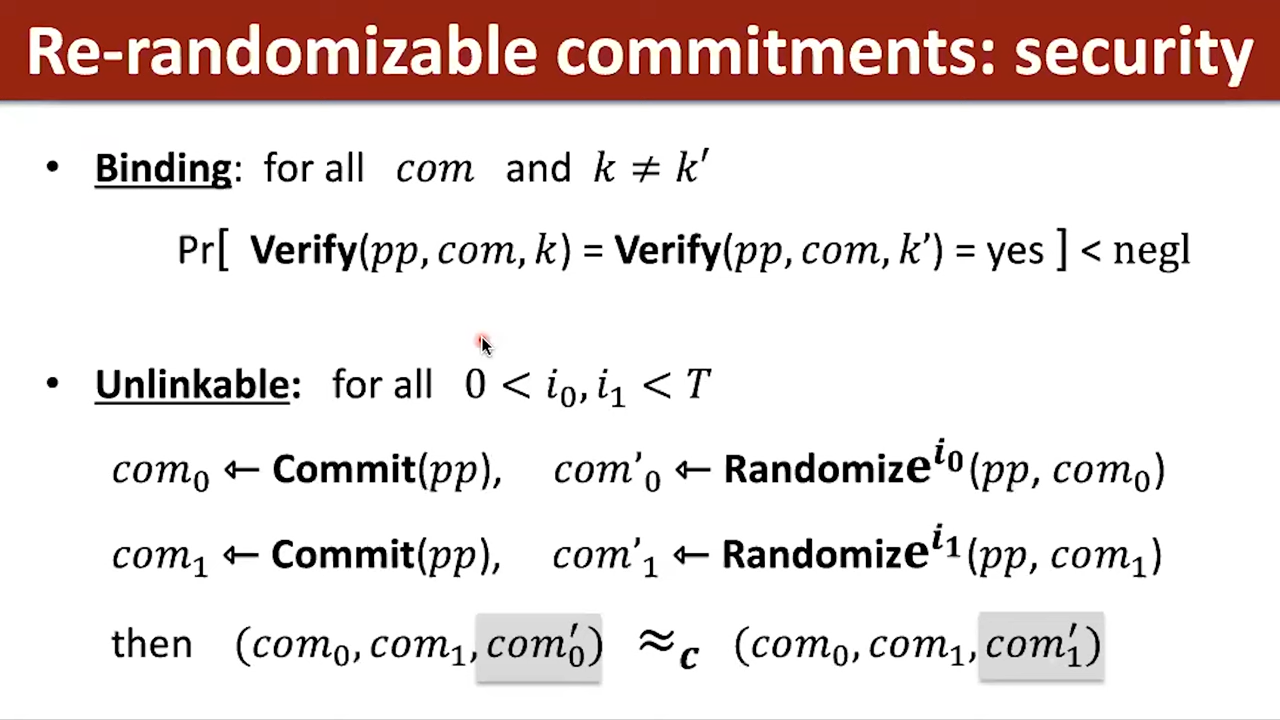 Re-randomizable commitments: security
• Binding: for all com and k ≠ k′
Pr[ Verify(pp, com, k) = Verify(pp, com, k’) = yes ] < negl
• Unlinkable: for all 0 < i₀, i₁ < T
com₀ ← Commit(pp), com’₀ ← Randomize^{i₀}(pp, com₀)
com₁ ← Commit(pp), com’₁ ← Randomize^{i₁}(pp, com₁)
then (com₀, com₁, com′₀) ≈_c (com₀, com₁, com′₁)